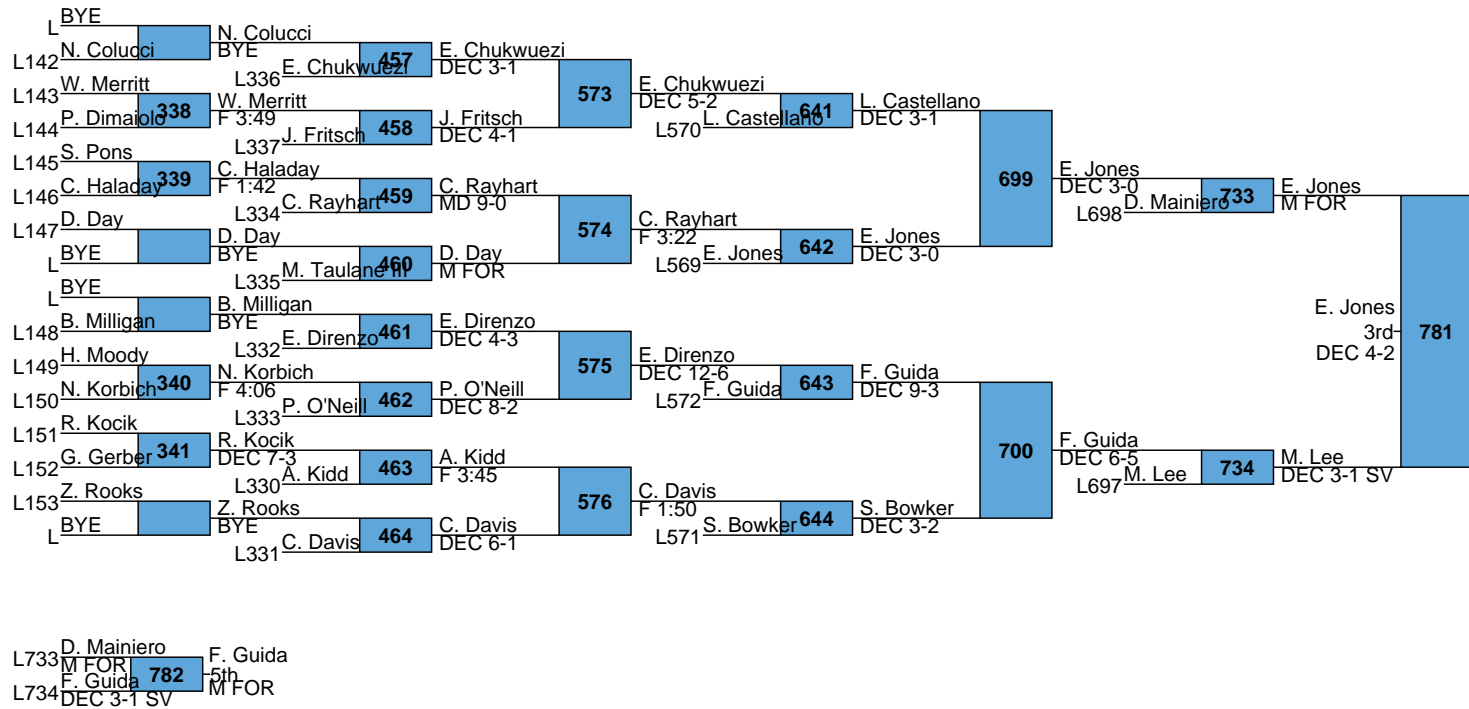 L BYE
L142 N. Colucci
N. Colucci
BYE
L143 W. Merritt
338
L144 P. Dimaiolo
W. Merritt
F 3:49
L145 S. Pons
339
L146 C. Haladay
C. Haladay
F 1:42
L147 D. Day
L BYE
D. Day
BYE
L BYE
L148 B. Milligan
B. Milligan
BYE
L149 H. Moody
340
L150 N. Korbich
N. Korbich
F 4:06
L151 R. Kocik
341
L152 G. Gerber
R. Kocik
DEC 7-3
L153 Z. Rooks
L BYE
Z. Rooks
BYE
457
L336 E. Chukwuezi
E. Chukwuezi
DEC 3-1
458
L337 J. Fritsch
J. Fritsch
DEC 4-1
459
L334 C. Rayhart
C. Rayhart
MD 9-0
460
L335 M. Taulane III
D. Day
M FOR
461
L332 E. Direnzo
E. Direnzo
DEC 4-3
462
L333 P. O'Neill
P. O'Neill
DEC 8-2
463
L330 A. Kidd
A. Kidd
F 3:45
464
L331 C. Davis
C. Davis
DEC 6-1
573
E. Chukwuezi
DEC 5-2
574
C. Rayhart
F 3:22
575
E. Direnzo
DEC 12-6
576
C. Davis
F 1:50
641
L570 L. Castellano
L. Castellano
DEC 3-1
642
L569 E. Jones
E. Jones
DEC 3-0
643
L572 F. Guida
F. Guida
DEC 9-3
644
L571 S. Bowker
S. Bowker
DEC 3-2
699
E. Jones
DEC 3-0
700
F. Guida
DEC 6-5
733
L698 D. Mainiero
E. Jones
M FOR
734
L697 M. Lee
M. Lee
DEC 3-1 SV
781
E. Jones
3rd
DEC 4-2
L733 D. Mainiero
M FOR
782
L734 F. Guida
DEC 3-1 SV
F. Guida
5th
M FOR